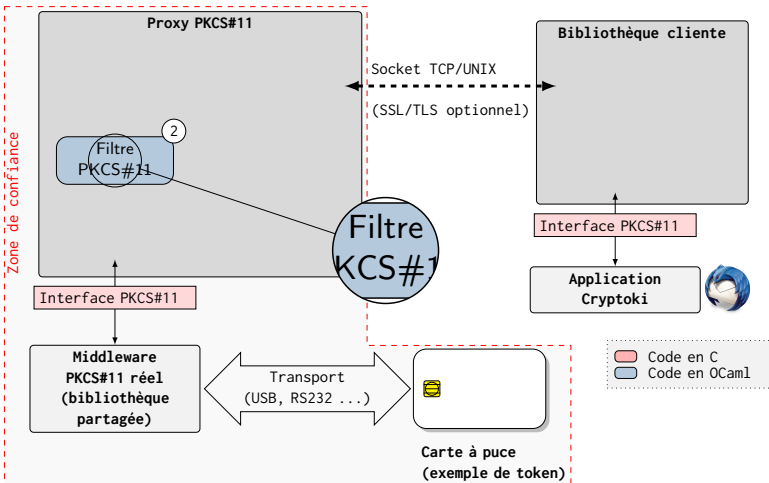 Proxy PKCS#11
Bibliothèque cliente
Socket TCP/UNIX
(SSL/TLS optionnel)
2
Filtre
PKCS#11
Zone de confiance
Filtre
KCS#1
Interface PKCS#11
Application
Cryptoki
Interface PKCS#11
Middleware
PKCS#11 réel
(bibliothèque
partagée)
Transport
(USB, RS232 ...)
Code en C
Code en OCaml
Carte à puce
(exemple de token)